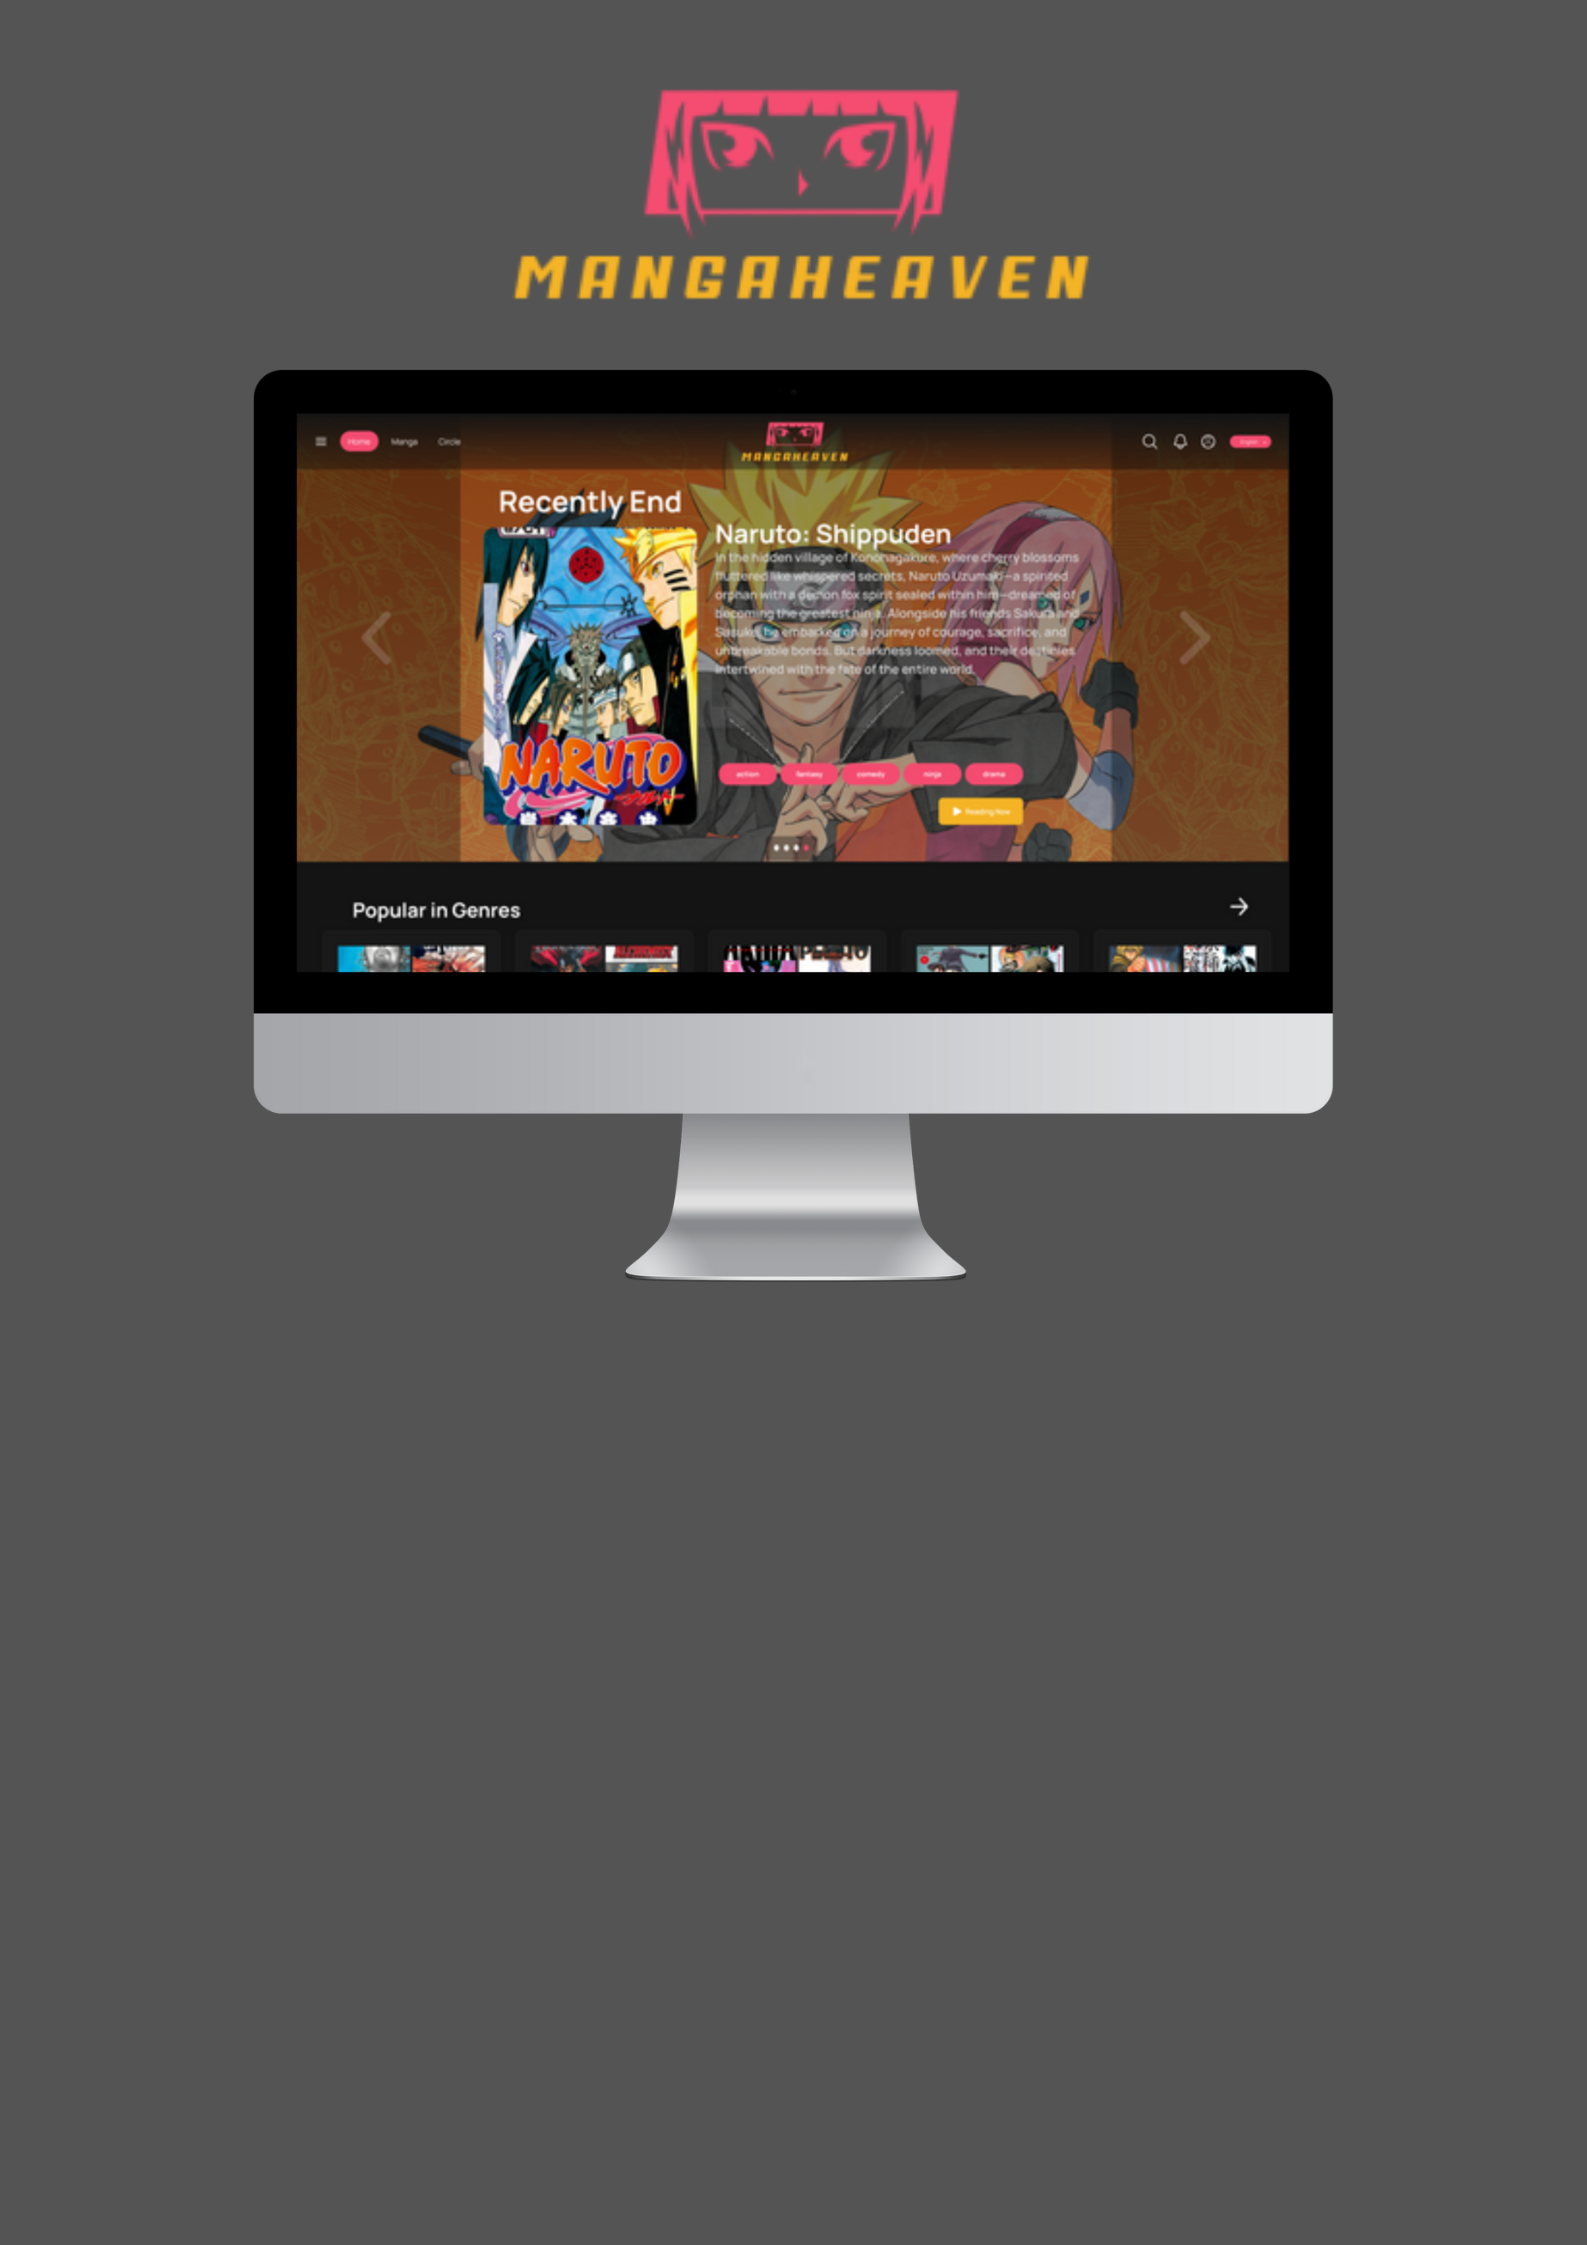 MANGAHEAVEN
Home Manga Circle
MANGAHEAVEN
English
Recently End
NARUTO
Naruto: Shippuden
In the hidden village of Konohagakure, where cherry blossoms
fluttered like whispered secrets, Naruto Uzumaki—a spirited
orphan with a demon fox spirit sealed within him—dreamed of
becoming the greatest ninja. Alongside his friends Sakura and
Sasuke, he embarked on a journey of courage, sacrifice, and
unbreakable bonds. But darkness loomed, and their destinies
intertwined with the fate of the entire world.
action fantasy comedy ninja drama
Reading Now
Popular in Genres